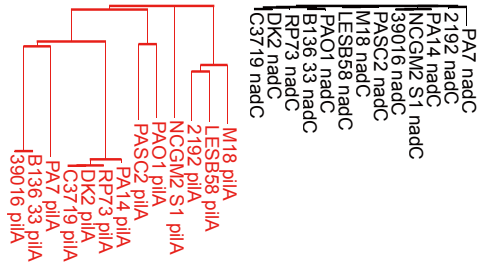 39016 pilA
B136 33 pilA
PA7 pilA
C3719 pilA
DK2 pilA
RP73 pilA
PA14 pilA
PASC2 pilA
PAO1 pilA
NCGM2 S1 pilA
2192 pilA
LESB58 pilA
M18 pilA
C3719 nadC
DK2 nadC
RP73 nadC
B136 33 nadC
PAO1 nadC
LESB58 nadC
M18 nadC
PASC2 nadC
39016 nadC
NCGM2 S1 nadC
PA14 nadC
2192 nadC
PA7 nadC